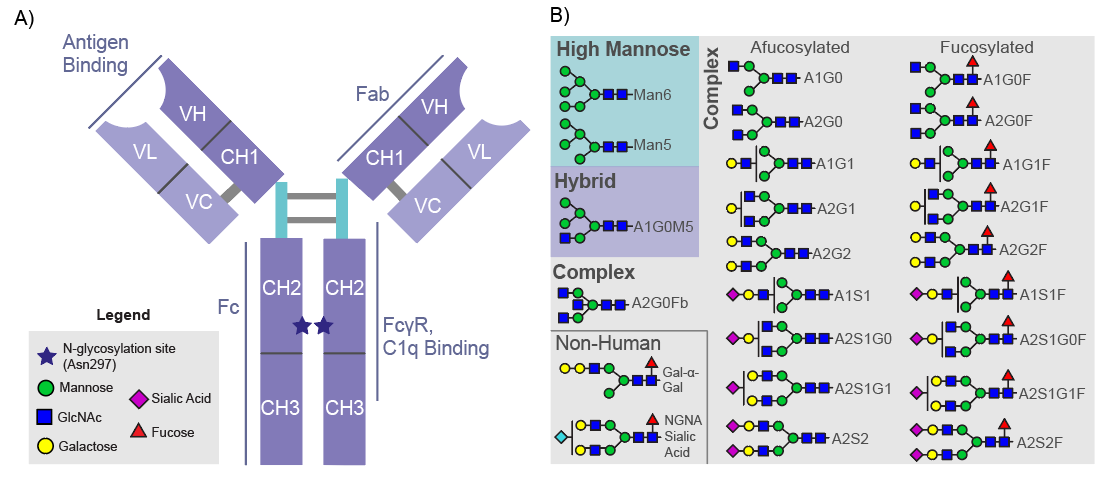 A)
Antigen
Binding
Fab
VH
VH
VL
CH1
CH1
VL
VC
VC
Fc
CH2
CH2
FcγR,
C1q Binding
CH3
CH3
Legend
N-glycosylation site
(Asn297)
Mannose
Sialic Acid
GlcNAc
Fucose
Galactose
B)
High Mannose
Man6
Man5
Hybrid
A1G0M5
Complex
A2G0Fb
Non-Human
Gal-α-
Gal
NGNA
Sialic
Acid
Complex
Afucosylated
Fucosylated
A1G0
A1G0F
A2G0
A2G0F
A1G1
A1G1F
A2G1
A2G1F
A2G2
A2G2F
A1S1
A1S1F
A2S1G0
A2S1G0F
A2S1G1
A2S1G1F
A2S2
A2S2F